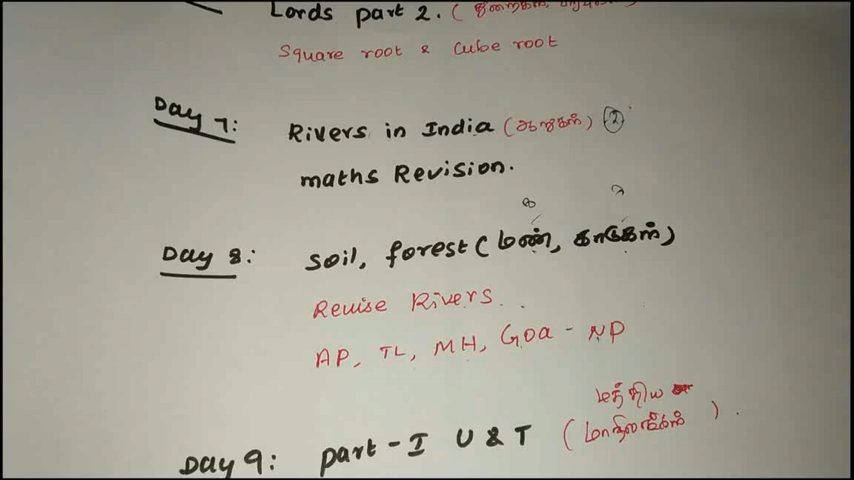 Lords part 2.
Square root & Cube root
Day 7: Rivers in India (ஆறுகள்) 2
maths Revision.
Day 8: Soil, forest (மண், காடுகள்)
Revise Rivers
AP, TL, MH, Goa - NP
மத்திய
Day 9: part - I U & T (மாநிலங்கள்).